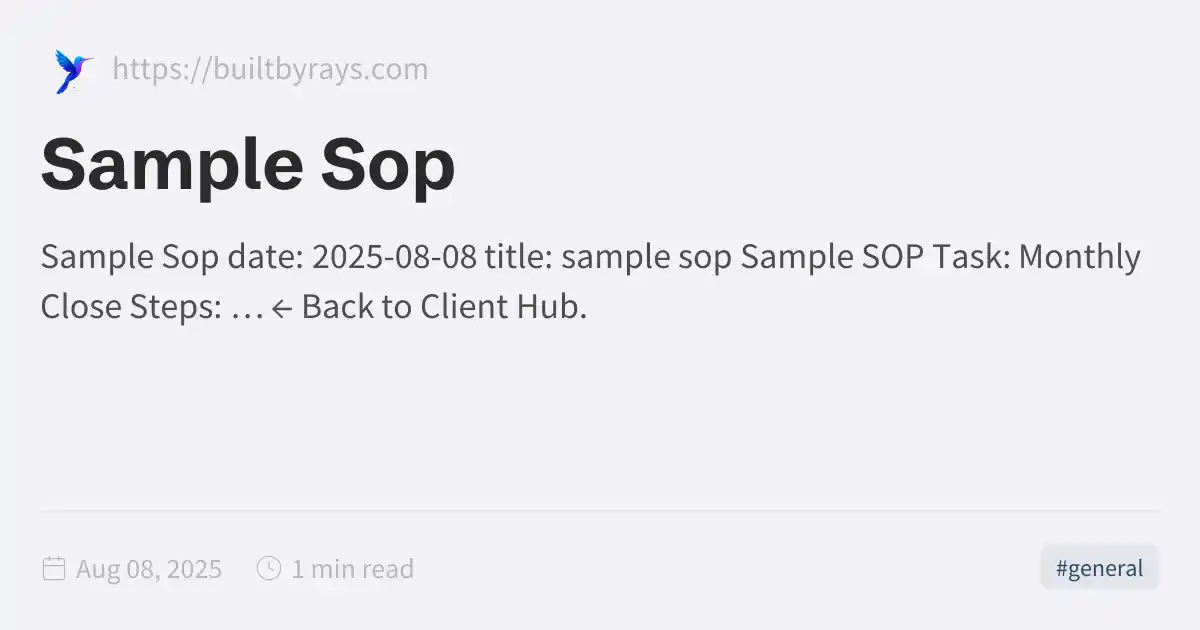 https://builtbyrays.com
Sample Sop
Sample Sop date: 2025-08-08 title: sample sop Sample SOP Task: Monthly
Close Steps: … ← Back to Client Hub.
Aug 08, 2025
1 min read
#general